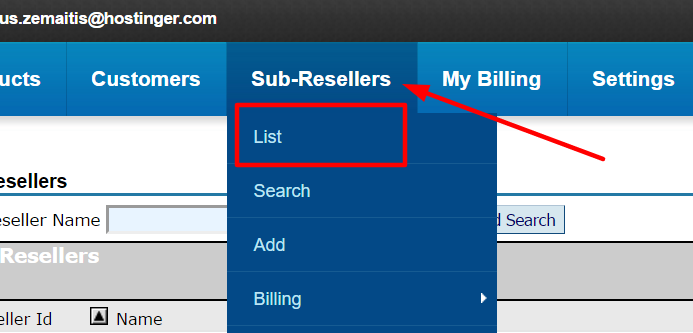 us.zemaitis@hostinger.com
ucts Customers Sub-Resellers My Billing Settings
List
esellers
Search
eseller Name Search
Add
Resellers
Billing
ller Id Name